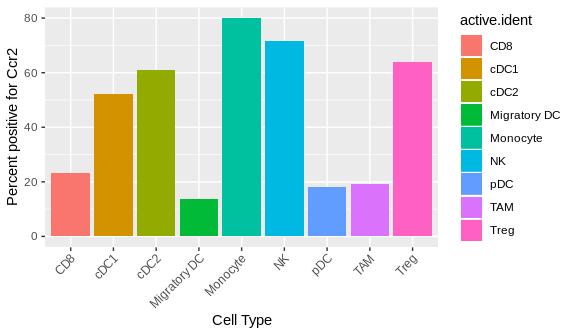 Percent positive for Ccr2
80
60
40
20
0
CD8
cDC1
cDC2
Migratory DC
Monocyte
NK
pDC
TAM
Treg
Cell Type
active.ident
CD8
cDC1
cDC2
Migratory DC
Monocyte
NK
pDC
TAM
Treg